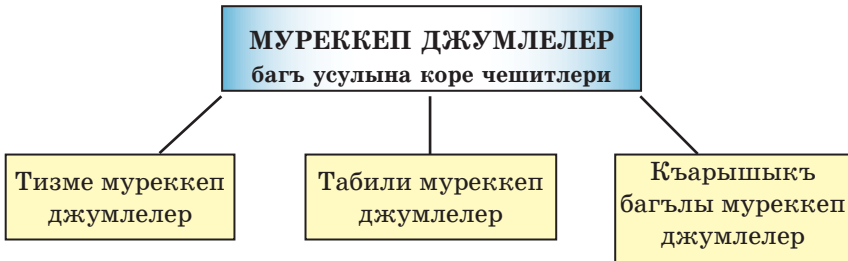 МУРЕККЕП ДЖУМЛЕЛЕР
багъ усулына коре чешитлери
Тизме муреккеп
джумлелер
Табили муреккеп
джумлелер
Къарышыкъ
багълы муреккеп
джумлелер